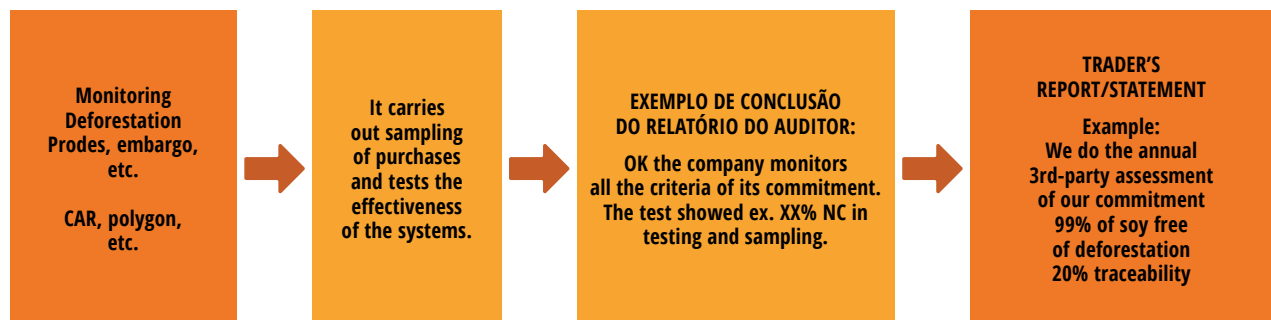 Monitoring
Deforestation
Prodes, embargo,
etc.
CAR, polygon,
etc.
It carries
out sampling
of purchases
and tests the
effectiveness
of the systems.
EXEMPLO DE CONCLUSÃO
DO RELATÓRIO DO AUDITOR:
OK the company monitors
all the criteria of its commitment.
The test showed ex. XX% NC in
testing and sampling.
TRADER'S
REPORT/STATEMENT
Example:
We do the annual
3rd-party assessment
of our commitment
99% of soy free
of deforestation
20% traceability